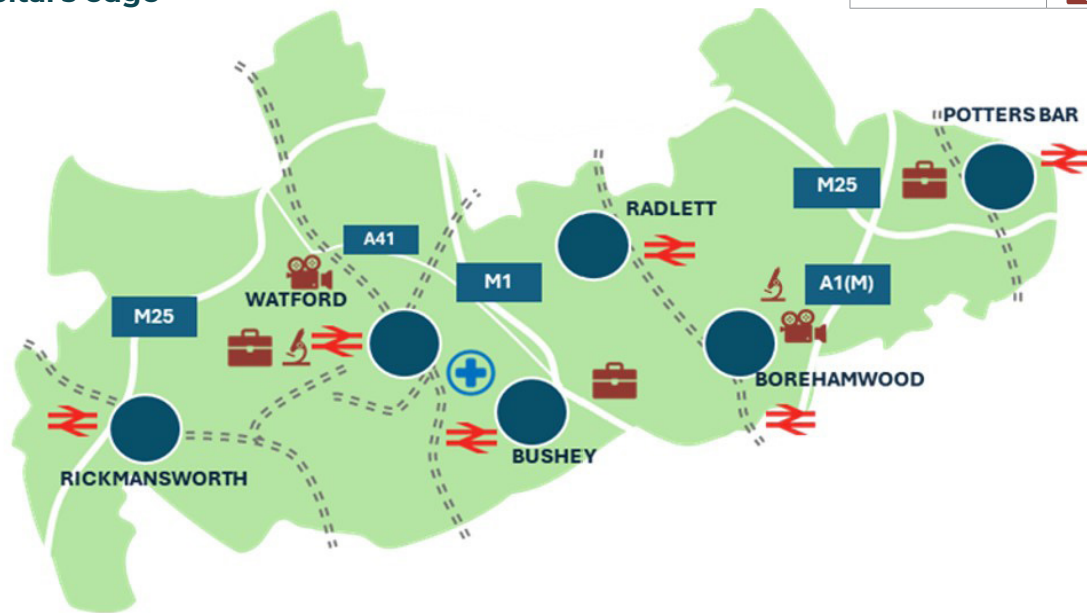 POTTERS BAR
M25
RADLETT
A41
M1
A1(M)
WATFORD
M25
BOREHAMWOOD
BUSHEY
RICKMANSWORTH